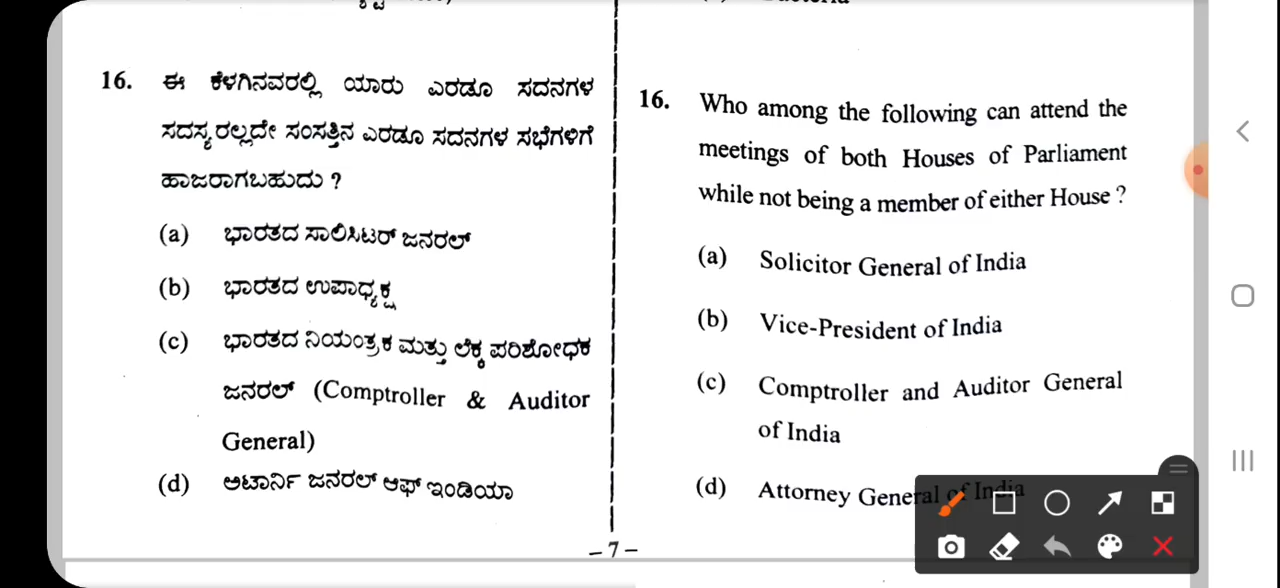 16. ಈ ಕೆಳಗಿನವರಲ್ಲಿ ಯಾರು ಎರಡೂ ಸದನಗಳ
ಸದಸ್ಯರಲ್ಲದೇ ಸಂಸತ್ತಿನ ಎರಡೂ ಸದನಗಳ ಸಭೆಗಳಿಗೆ
ಹಾಜರಾಗಬಹುದು ?
(a) ಭಾರತದ ಸಾಲಿಸಿಟರ್ ಜನರಲ್
(b) ಭಾರತದ ಉಪಾಧ್ಯಕ್ಷ
(c) ಭಾರತದ ನಿಯಂತ್ರಕ ಮತ್ತು ಲೆಕ್ಕ ಪರಿಶೋಧಕ
ಜನರಲ್ (Comptroller & Auditor
General)
(d) ಅಟಾರ್ನಿ ಜನರಲ್ ಆಫ್ ಇಂಡಿಯಾ
16. Who among the following can attend the
meetings of both Houses of Parliament
while not being a member of either House ?
(a) Solicitor General of India
(b) Vice-President of India
(c) Comptroller and Auditor General
of India
(d) Attorney General of India
– 7 –